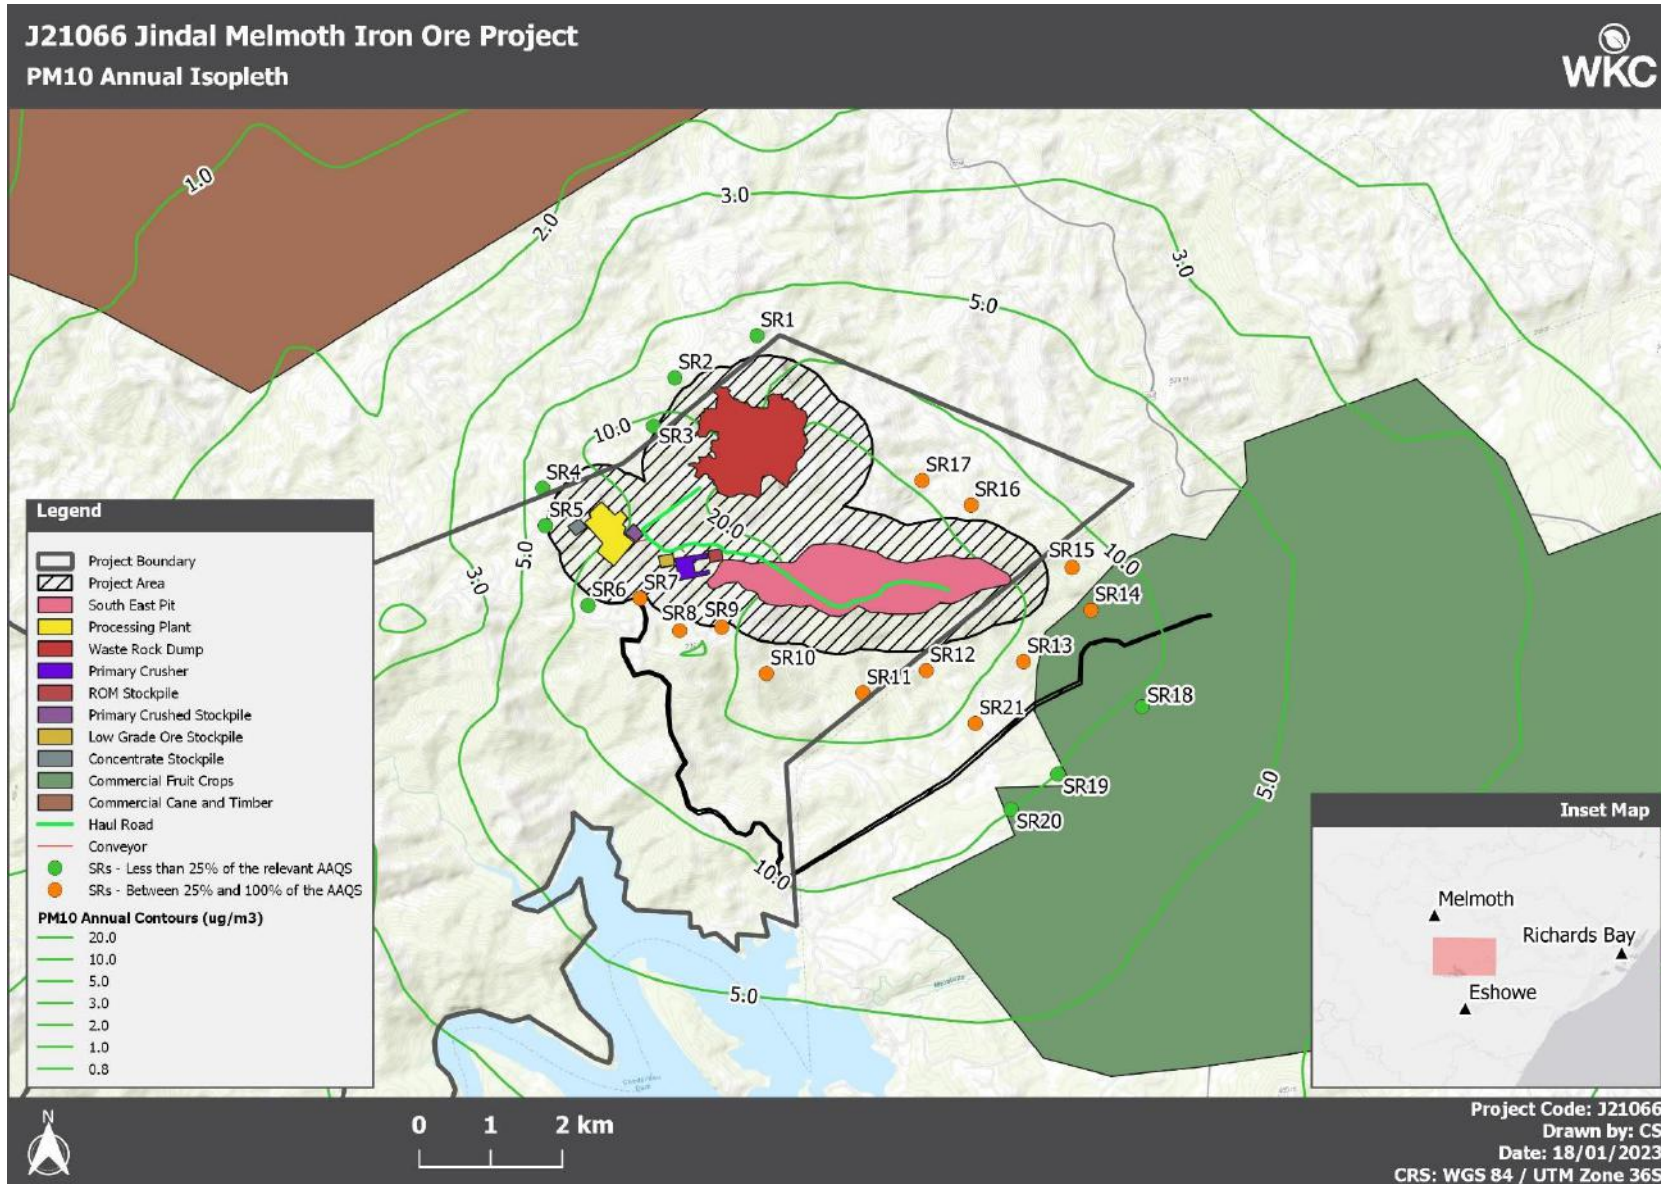 J21066 Jindal Melmoth Iron Ore Project
PM10 Annual Isopleth
WKC
1.0
2.0
3.0
3.0
5.0
SR1
SR2
10.0
SR3
SR4
SR17
SR16
SR5
20.0
5.0
3.0
SR15
10.0
SR6
SR7
SR14
SR8
SR9
SR13
SR12
SR10
SR11
SR18
SR21
SR19
5.0
SR20
10.0
5.0
Legend
Project Boundary
Project Area
South East Pit
Processing Plant
Waste Rock Dump
Primary Crusher
ROM Stockpile
Primary Crushed Stockpile
Low Grade Ore Stockpile
Concentrate Stockpile
Commercial Fruit Crops
Commercial Cane and Timber
Haul Road
Conveyor
SRs - Less than 25% of the relevant AAQS
SRs - Between 25% and 100% of the AAQS
PM10 Annual Contours (ug/m3)
20.0
10.0
5.0
3.0
2.0
1.0
0.8
Inset Map
Melmoth
Richards Bay
Eshowe
N
0 1 2 km
Project Code: J21066
Drawn by: CS
Date: 18/01/2023
CRS: WGS 84 / UTM Zone 36S